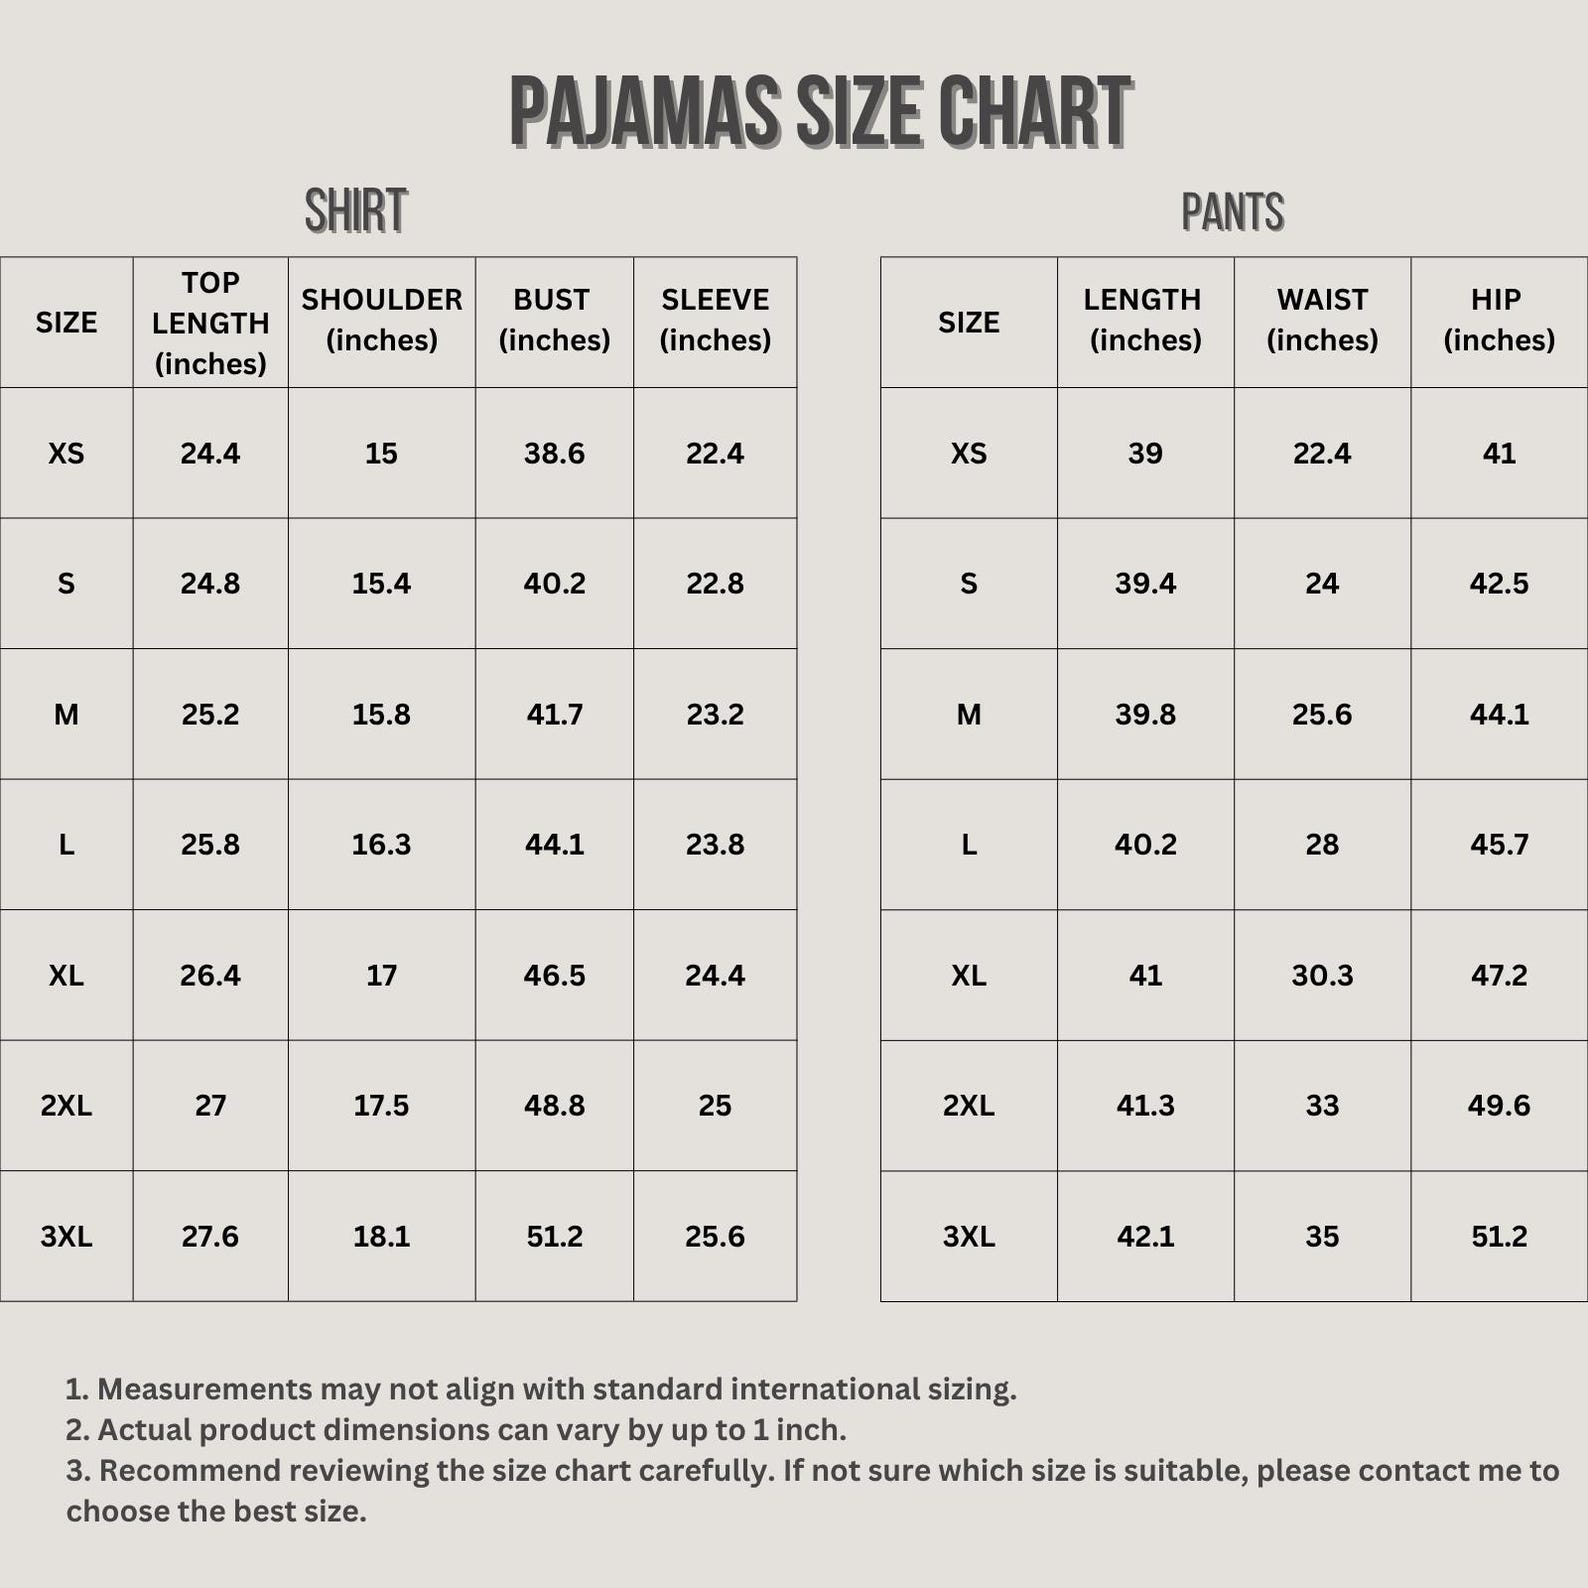 PAJAMAS SIZE CHART
SHIRT
SIZE TOP LENGTH (inches) SHOULDER (inches) BUST (inches) SLEEVE (inches)
XS 24.4 15 38.6 22.4
S 24.8 15.4 40.2 22.8
M 25.2 15.8 41.7 23.2
L 25.8 16.3 44.1 23.8
XL 26.4 17 46.5 24.4
2XL 27 17.5 48.8 25
3XL 27.6 18.1 51.2 25.6
PANTS
SIZE LENGTH (inches) WAIST (inches) HIP (inches)
XS 39 22.4 41
S 39.4 24 42.5
M 39.8 25.6 44.1
L 40.2 28 45.7
XL 41 30.3 47.2
2XL 41.3 33 49.6
3XL 42.1 35 51.2
1. Measurements may not align with standard international sizing.
2. Actual product dimensions can vary by up to 1 inch.
3. Recommend reviewing the size chart carefully. If not sure which size is suitable, please contact me to
choose the best size.